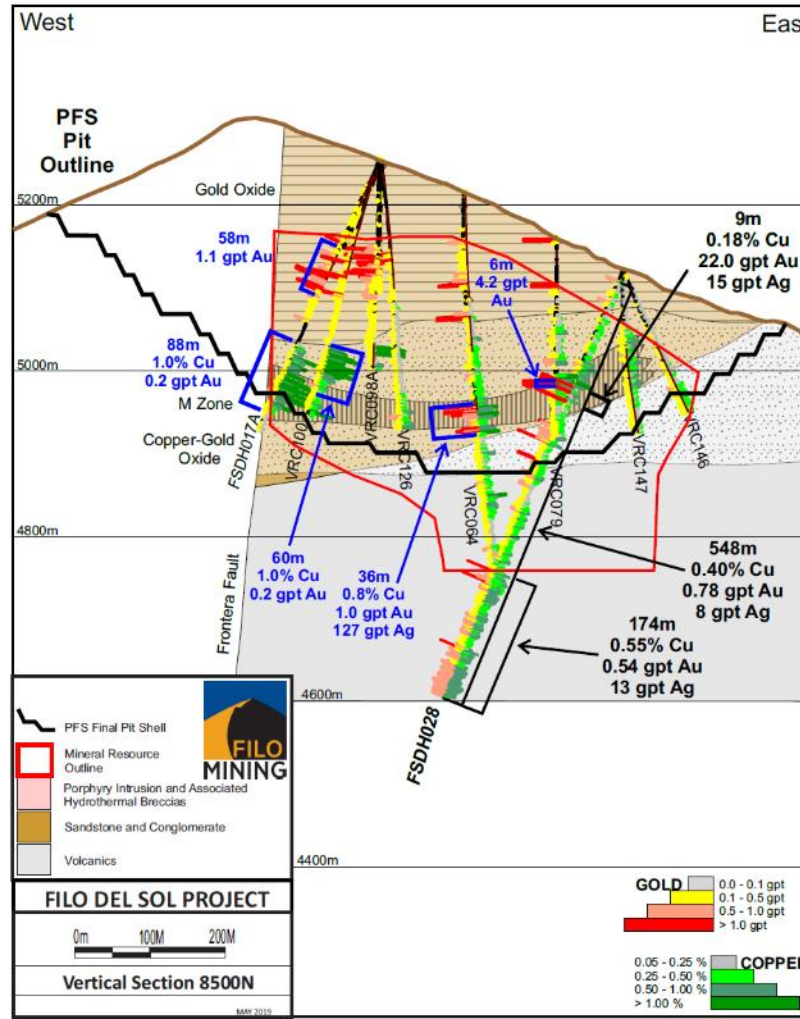 West
East
PFS
Pit
Outline
Gold Oxide
5200m
58m
1.1 gpt Au
9m
0.18% Cu
22.0 gpt Au
15 gpt Ag
6m
4.2 gpt
Au
88m
1.0% Cu
0.2 gpt Au
5000m
M Zone
Copper-Gold
Oxide
FSDH017A
VRC100
VRC098A
VRC126
VRC064
VRC079
VRC147
VRC146
4800m
60m
1.0% Cu
0.2 gpt Au
36m
0.8% Cu
1.0 gpt Au
127 gpt Ag
548m
0.40% Cu
0.78 gpt Au
8 gpt Ag
174m
0.55% Cu
0.54 gpt Au
13 gpt Ag
Frontera Fault
4600m
FSDH028
4400m
PFS Final Pit Shell
Mineral Resource
Outline
Porphyry Intrusion and Associated
Hydrothermal Breccias
Sandstone and Conglomerate
Volcanics
FILO
MINING
FILO DEL SOL PROJECT
0m 100M 200M
Vertical Section 8500N
MAY 2019
GOLD
0.0 - 0.1 gpt
0.1 - 0.5 gpt
0.5 - 1.0 gpt
> 1.0 gpt
COPPER
0.05 - 0.25 %
0.25 - 0.50 %
0.50 - 1.00 %
> 1.00 %